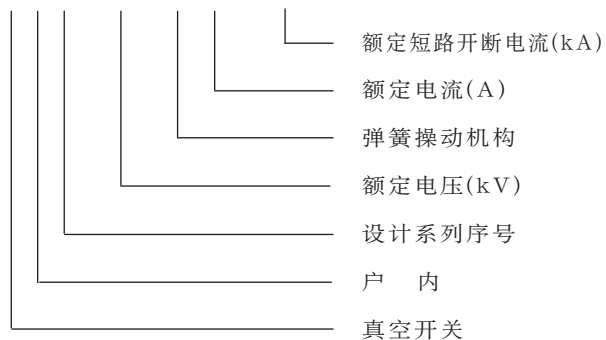 额定短路开断电流(kA)
额定电流(A)
弹簧操动机构
额定电压(kV)
设计系列序号
户 内
真空开关